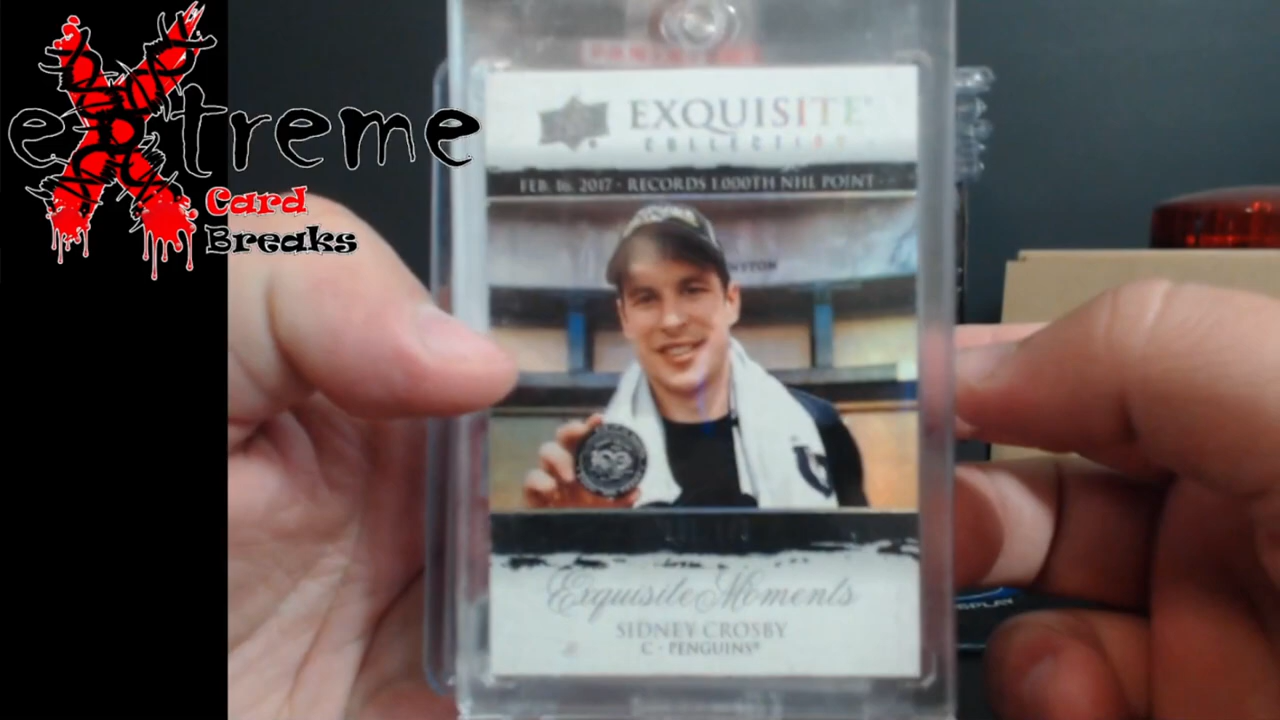 eXtreme
Card
Breaks
EXQUISITE
COLLECTION
FEB. 16, 2017 · RECORDS 1,000TH NHL POINT
Exquisite Moments
SIDNEY CROSBY
C - PENGUINS®